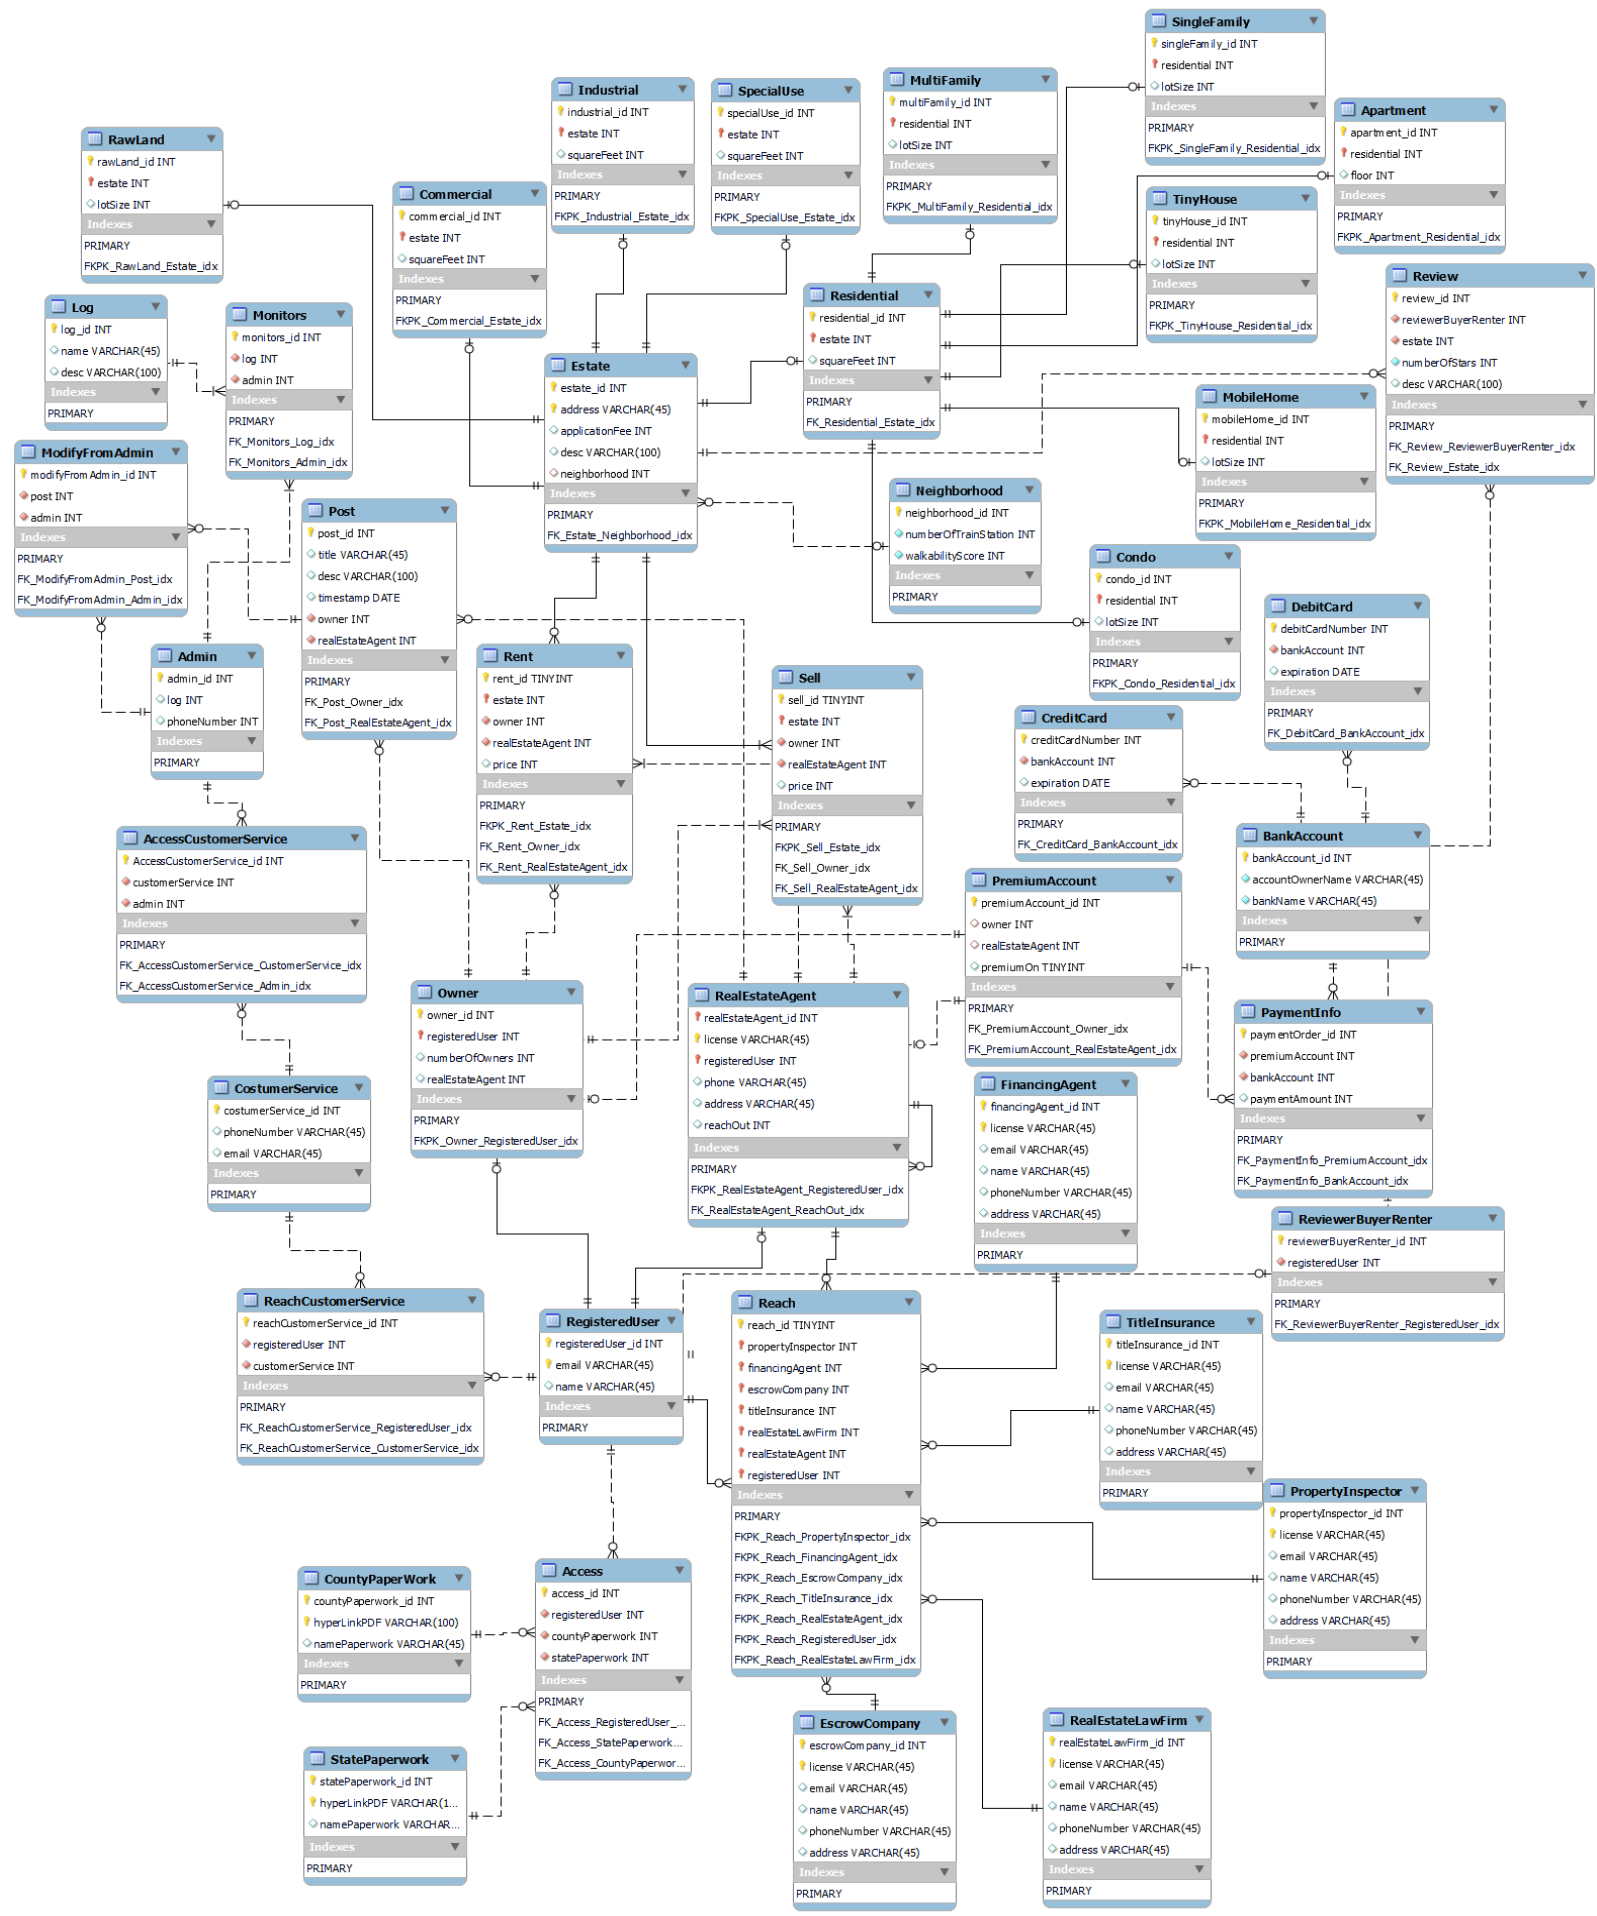 SingleFamily
singleFamily_id INT
residential INT
lotSize INT
Indexes
PRIMARY
FKPK_SingleFamily_Residential_idx
MultiFamily
multiFamily_id INT
residential INT
lotSize INT
Indexes
PRIMARY
FKPK_MultiFamily_Residential_idx
Industrial
industrial_id INT
estate INT
squareFeet INT
Indexes
PRIMARY
FKPK_Industrial_Estate_idx
SpecialUse
specialUse_id INT
estate INT
squareFeet INT
Indexes
PRIMARY
FKPK_SpecialUse_Estate_idx
Apartment
apartment_id INT
residential INT
floor INT
Indexes
PRIMARY
FKPK_Apartment_Residential_idx
RawLand
rawLand_id INT
estate INT
lotSize INT
Indexes
PRIMARY
FKPK_RawLand_Estate_idx
Commercial
commercial_id INT
estate INT
squareFeet INT
Indexes
PRIMARY
FKPK_Commercial_Estate_idx
TinyHouse
tinyHouse_id INT
residential INT
lotSize INT
Indexes
PRIMARY
FKPK_TinyHouse_Residential_idx
Review
review_id INT
reviewerBuyerRenter INT
estate INT
numberOfStars INT
desc VARCHAR(100)
Indexes
PRIMARY
FK_Review_ReviewerBuyerRenter_idx
FK_Review_Estate_idx
Log
log_id INT
name VARCHAR(45)
desc VARCHAR(100)
Indexes
PRIMARY
Monitors
monitors_id INT
log INT
admin INT
Indexes
PRIMARY
FK_Monitors_Log_idx
FK_Monitors_Admin_idx
Residential
residential_id INT
estate INT
squareFeet INT
Indexes
PRIMARY
FK_Residential_Estate_idx
Estate
estate_id INT
address VARCHAR(45)
applicationFee INT
desc VARCHAR(100)
neighborhood INT
Indexes
PRIMARY
FK_Estate_Neighborhood_idx
MobileHome
mobileHome_id INT
residential INT
lotSize INT
Indexes
PRIMARY
FKPK_MobileHome_Residential_idx
ModifyFromAdmin
modifyFromAdmin_id INT
post INT
admin INT
Indexes
PRIMARY
FK_ModifyFromAdmin_Post_idx
FK_ModifyFromAdmin_Admin_idx
Post
post_id INT
title VARCHAR(45)
desc VARCHAR(100)
timestamp DATE
owner INT
realEstateAgent INT
Indexes
PRIMARY
FK_Post_Owner_idx
FK_Post_RealEstateAgent_idx
Neighborhood
neighborhood_id INT
numberOfTrainStation INT
walkabilityScore INT
Indexes
PRIMARY
Condo
condo_id INT
residential INT
lotSize INT
Indexes
PRIMARY
FKPK_Condo_Residential_idx
DebitCard
debitCardNumber INT
bankAccount INT
expiration DATE
Indexes
PRIMARY
FK_DebitCard_BankAccount_idx
Admin
admin_id INT
log INT
phoneNumber INT
Indexes
PRIMARY
Rent
rent_id TINYINT
estate INT
owner INT
realEstateAgent INT
price INT
Indexes
PRIMARY
FKPK_Rent_Estate_idx
FK_Rent_Owner_idx
FK_Rent_RealEstateAgent_idx
Sell
sell_id TINYINT
estate INT
owner INT
realEstateAgent INT
price INT
Indexes
PRIMARY
FKPK_Sell_Estate_idx
FK_Sell_Owner_idx
FK_Sell_RealEstateAgent_idx
CreditCard
creditCardNumber INT
bankAccount INT
expiration DATE
Indexes
PRIMARY
FK_CreditCard_BankAccount_idx
AccessCustomerService
AccessCustomerService_id INT
customerService INT
admin INT
Indexes
PRIMARY
FK_AccessCustomerService_CustomerService_idx
FK_AccessCustomerService_Admin_idx
BankAccount
bankAccount_id INT
accountOwnerName VARCHAR(45)
bankName VARCHAR(45)
Indexes
PRIMARY
PremiumAccount
premiumAccount_id INT
owner INT
realEstateAgent INT
premiumOn TINYINT
Indexes
PRIMARY
FK_PremiumAccount_Owner_idx
FK_PremiumAccount_RealEstateAgent_idx
Owner
owner_id INT
registeredUser INT
numberOfOwners INT
realEstateAgent INT
Indexes
PRIMARY
FKPK_Owner_RegisteredUser_idx
RealEstateAgent
realEstateAgent_id INT
license VARCHAR(45)
registeredUser INT
phone VARCHAR(45)
address VARCHAR(45)
reachOut INT
Indexes
PRIMARY
FKPK_RealEstateAgent_RegisteredUser_idx
FK_RealEstateAgent_ReachOut_idx
PaymentInfo
paymentOrder_id INT
premiumAccount INT
bankAccount INT
paymentAmount INT
Indexes
PRIMARY
FK_PaymentInfo_PremiumAccount_idx
FK_PaymentInfo_BankAccount_idx
CostumerService
costumerService_id INT
phoneNumber VARCHAR(45)
email VARCHAR(45)
Indexes
PRIMARY
FinancingAgent
financingAgent_id INT
license VARCHAR(45)
email VARCHAR(45)
name VARCHAR(45)
phoneNumber VARCHAR(45)
address VARCHAR(45)
Indexes
PRIMARY
ReviewerBuyerRenter
reviewerBuyerRenter_id INT
registeredUser INT
Indexes
PRIMARY
FK_ReviewerBuyerRenter_RegisteredUser_idx
ReachCustomerService
reachCustomerService_id INT
registeredUser INT
customerService INT
Indexes
PRIMARY
FK_ReachCustomerService_RegisteredUser_idx
FK_ReachCustomerService_CustomerService_idx
RegisteredUser
registeredUser_id INT
email VARCHAR(45)
name VARCHAR(45)
Indexes
PRIMARY
Reach
reach_id TINYINT
propertyInspector INT
financingAgent INT
escrowCompany INT
titleInsurance INT
realEstateLawFirm INT
realEstateAgent INT
registeredUser INT
Indexes
PRIMARY
FKPK_Reach_PropertyInspector_idx
FKPK_Reach_FinancingAgent_idx
FKPK_Reach_EscrowCompany_idx
FKPK_Reach_TitleInsurance_idx
FKPK_Reach_RealEstateAgent_idx
FKPK_Reach_RegisteredUser_idx
FKPK_Reach_RealEstateLawFirm_idx
TitleInsurance
titleInsurance_id INT
license VARCHAR(45)
email VARCHAR(45)
name VARCHAR(45)
phoneNumber VARCHAR(45)
address VARCHAR(45)
Indexes
PRIMARY
PropertyInspector
propertyInspector_id INT
license VARCHAR(45)
email VARCHAR(45)
name VARCHAR(45)
phoneNumber VARCHAR(45)
address VARCHAR(45)
Indexes
PRIMARY
CountyPaperWork
countyPaperwork_id INT
hyperLinkPDF VARCHAR(100)
namePaperwork VARCHAR(45)
Indexes
PRIMARY
Access
access_id INT
registeredUser INT
countyPaperwork INT
statePaperwork INT
Indexes
PRIMARY
FK_Access_RegisteredUser_...
FK_Access_StatePaperwork...
FK_Access_CountyPaperwor...
StatePaperwork
statePaperwork_id INT
hyperLinkPDF VARCHAR(1...
namePaperwork VARCHAR...
Indexes
PRIMARY
EscrowCompany
escrowCompany_id INT
license VARCHAR(45)
email VARCHAR(45)
name VARCHAR(45)
phoneNumber VARCHAR(45)
address VARCHAR(45)
Indexes
PRIMARY
RealEstateLawFirm
realEstateLawFirm_id INT
license VARCHAR(45)
email VARCHAR(45)
name VARCHAR(45)
phoneNumber VARCHAR(45)
address VARCHAR(45)
Indexes
PRIMARY